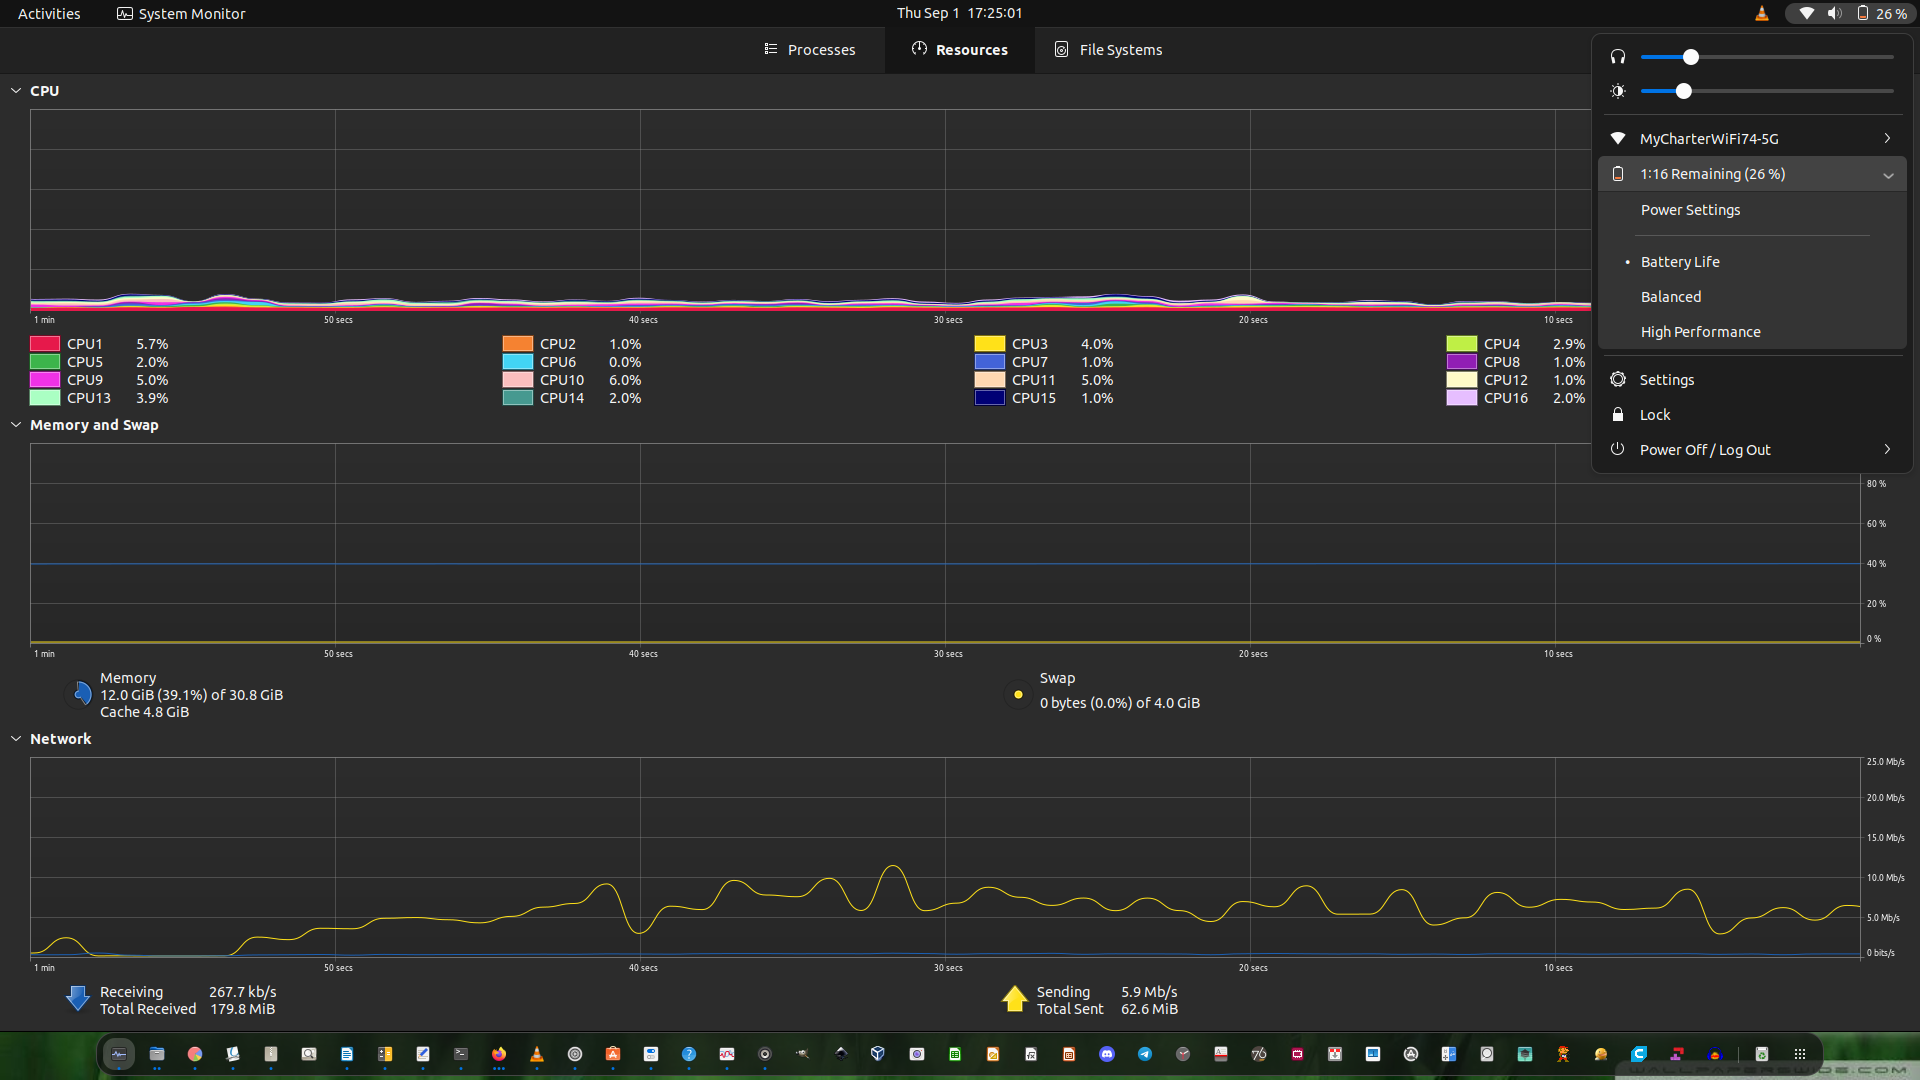 Activities
System Monitor
Thu Sep 1  17:25:01
26 %
Processes
Resources
File Systems
CPU
1 min
50 secs
40 secs
30 secs
20 secs
10 secs
CPU1 5.7%
CPU2 1.0%
CPU3 4.0%
CPU4 2.9%
CPU5 2.0%
CPU6 0.0%
CPU7 1.0%
CPU8 1.0%
CPU9 5.0%
CPU10 6.0%
CPU11 5.0%
CPU12 1.0%
CPU13 3.9%
CPU14 2.0%
CPU15 1.0%
CPU16 2.0%
MyCharterWiFi74-5G
1:16 Remaining (26 %)
Power Settings
• Battery Life
Balanced
High Performance
Settings
Lock
Power Off / Log Out
Memory and Swap
80 %
60 %
40 %
20 %
0 %
1 min
50 secs
40 secs
30 secs
20 secs
10 secs
Memory
12.0 GiB (39.1%) of 30.8 GiB
Cache 4.8 GiB
Swap
0 bytes (0.0%) of 4.0 GiB
Network
25.0 Mb/s
20.0 Mb/s
15.0 Mb/s
10.0 Mb/s
5.0 Mb/s
0 bits/s
1 min
50 secs
40 secs
30 secs
20 secs
10 secs
Receiving 267.7 kb/s
Total Received 179.8 MiB
Sending 5.9 Mb/s
Total Sent 62.6 MiB
76
WALLPAPERSWIDE.COM